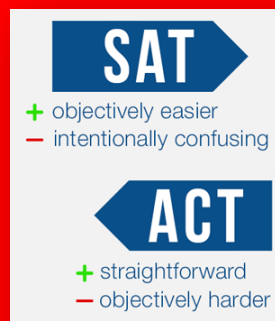 SAT
+ objectively easier
– intentionally confusing
ACT
+ straightforward
– objectively harder